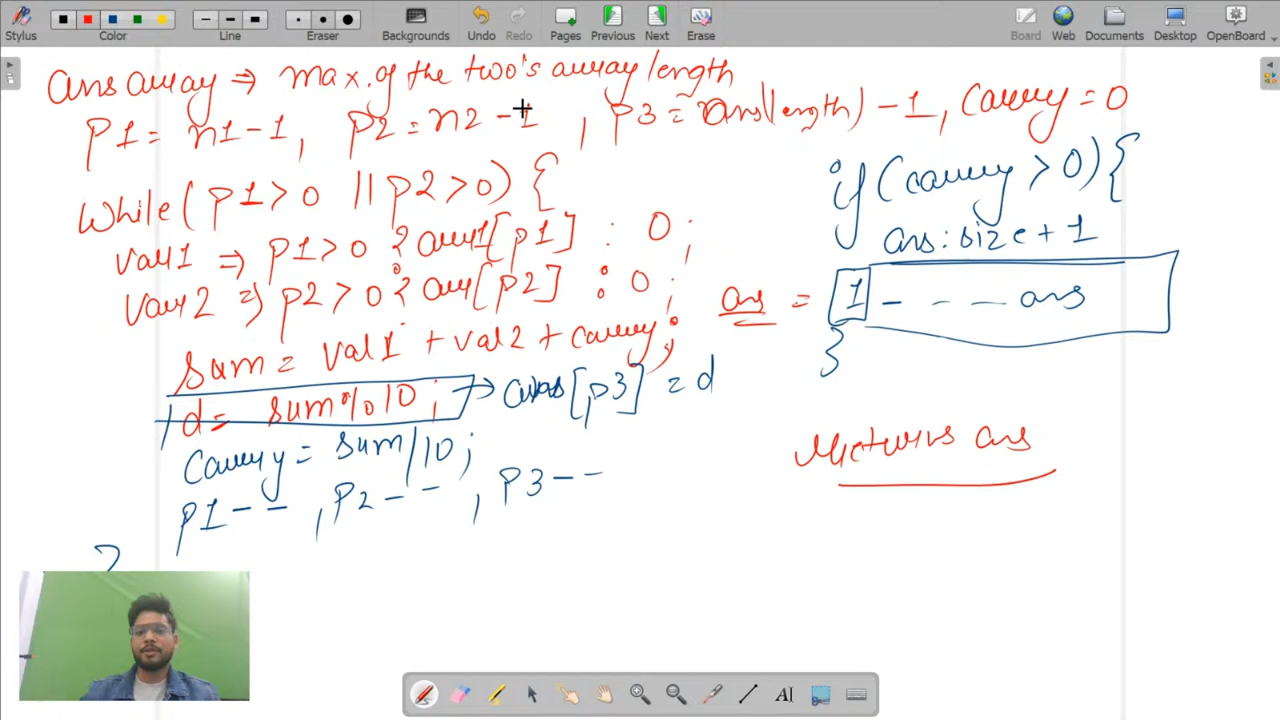 Stylus Color Line Eraser Backgrounds Undo Redo Pages Previous Next Erase Board Web Documents Desktop OpenBoard
ans array ⇒ max. of the two's array length
p1 = n1 - 1, p2 = n2 - 1, p3 = ans(length) - 1, carry = 0
while( p1 > 0 || p2 > 0) {
val1 ⇒ p1 > 0 ? arr1[p1] : 0 ;
var2 ⇒ p2 > 0 ? arr[p2] : 0 ;
sum = val1 + val2 + carry ;
d = sum % 10 ; → ans[p3] = d
carry = sum/10 ;
p1 - - , p2 - - , p3 - -
}
if (carry > 0) {
ans : size + 1
ans = 1 - - - ans
}
return ans